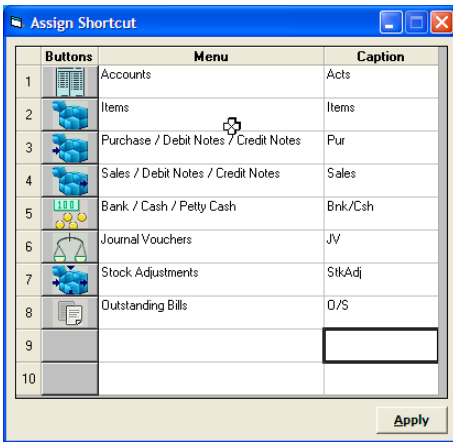 Assign Shortcut
Buttons Menu Caption
1 Accounts Acts
2 Items Items
3 Purchase / Debit Notes / Credit Notes Pur
4 Sales / Debit Notes / Credit Notes Sales
5 Bank / Cash / Petty Cash Bnk/Csh
6 Journal Vouchers JV
7 Stock Adjustments StkAdj
8 Outstanding Bills O/S
9
10
Apply